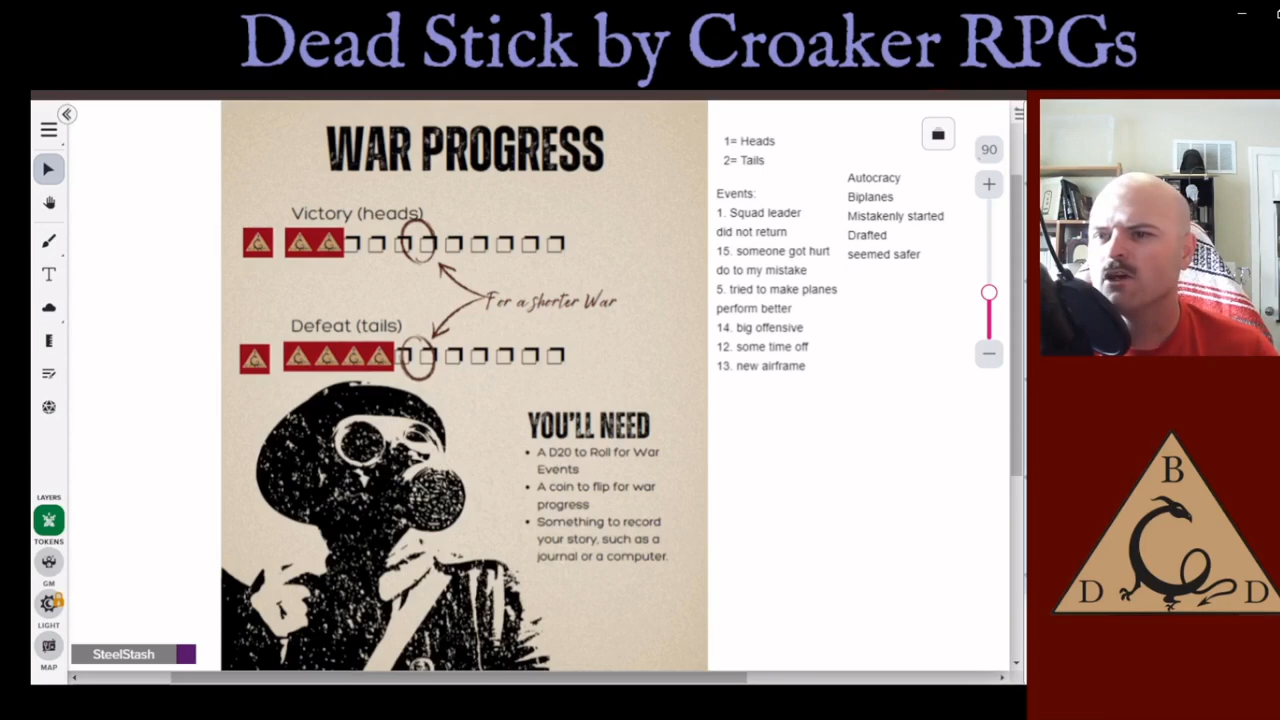 Dead Stick by Croaker RPGs
WAR PROGRESS
Victory (heads)
For a shorter War
Defeat (tails)
YOU'LL NEED
• A D20 to Roll for War
Events
• A coin to flip for war
progress
• Something to record
your story, such as a
journal or a computer.
1= Heads
2= Tails
Events:
1. Squad leader
did not return
15. someone got hurt
do to my mistake
5. tried to make planes
perform better
14. big offensive
12. some time off
13. new airframe
Autocracy
Biplanes
Mistakenly started
Drafted
seemed safer
90
LAYERS
TOKENS
GM
LIGHT
MAP
SteelStash
B
D D